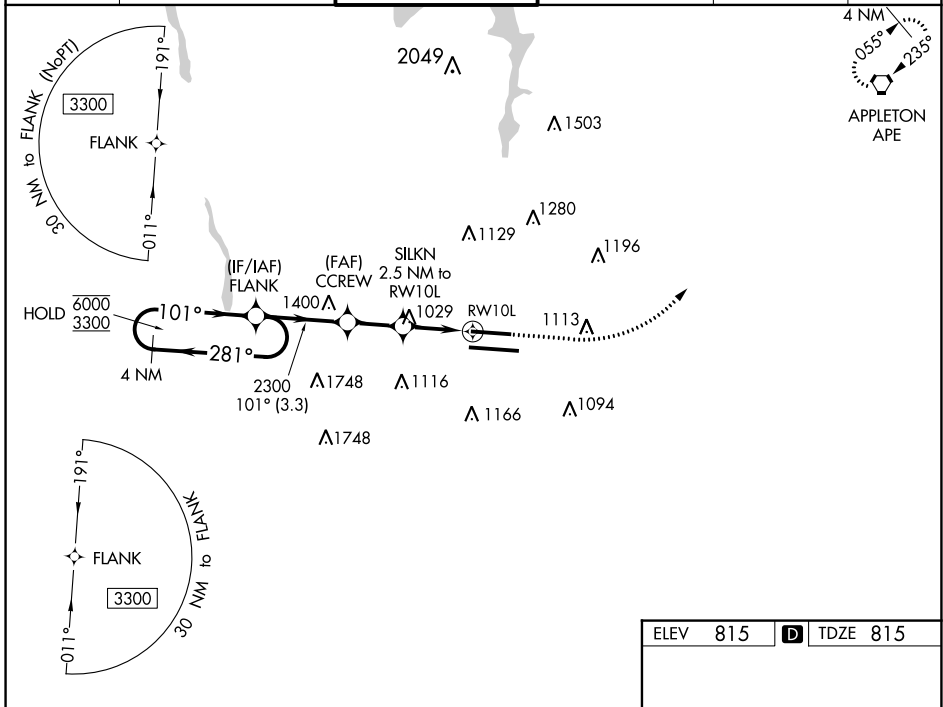 4 NM
055°
235°
APPLETON
APE
30 NM to FLANK (NoPT)
191°
3300
FLANK
011°
2049
1503
1280
1129
1196
(IF/IAF)
FLANK
(FAF)
CCREW
SILKN
2.5 NM to
RW10L
HOLD
6000
3300
101°
1400
1029
RW10L
1113
281°
4 NM
2300
101° (3.3)
1748
1116
1166
1094
1748
191°
FLANK
3300
30 NM to FLANK
011°
ELEV 815 D TDZE 815